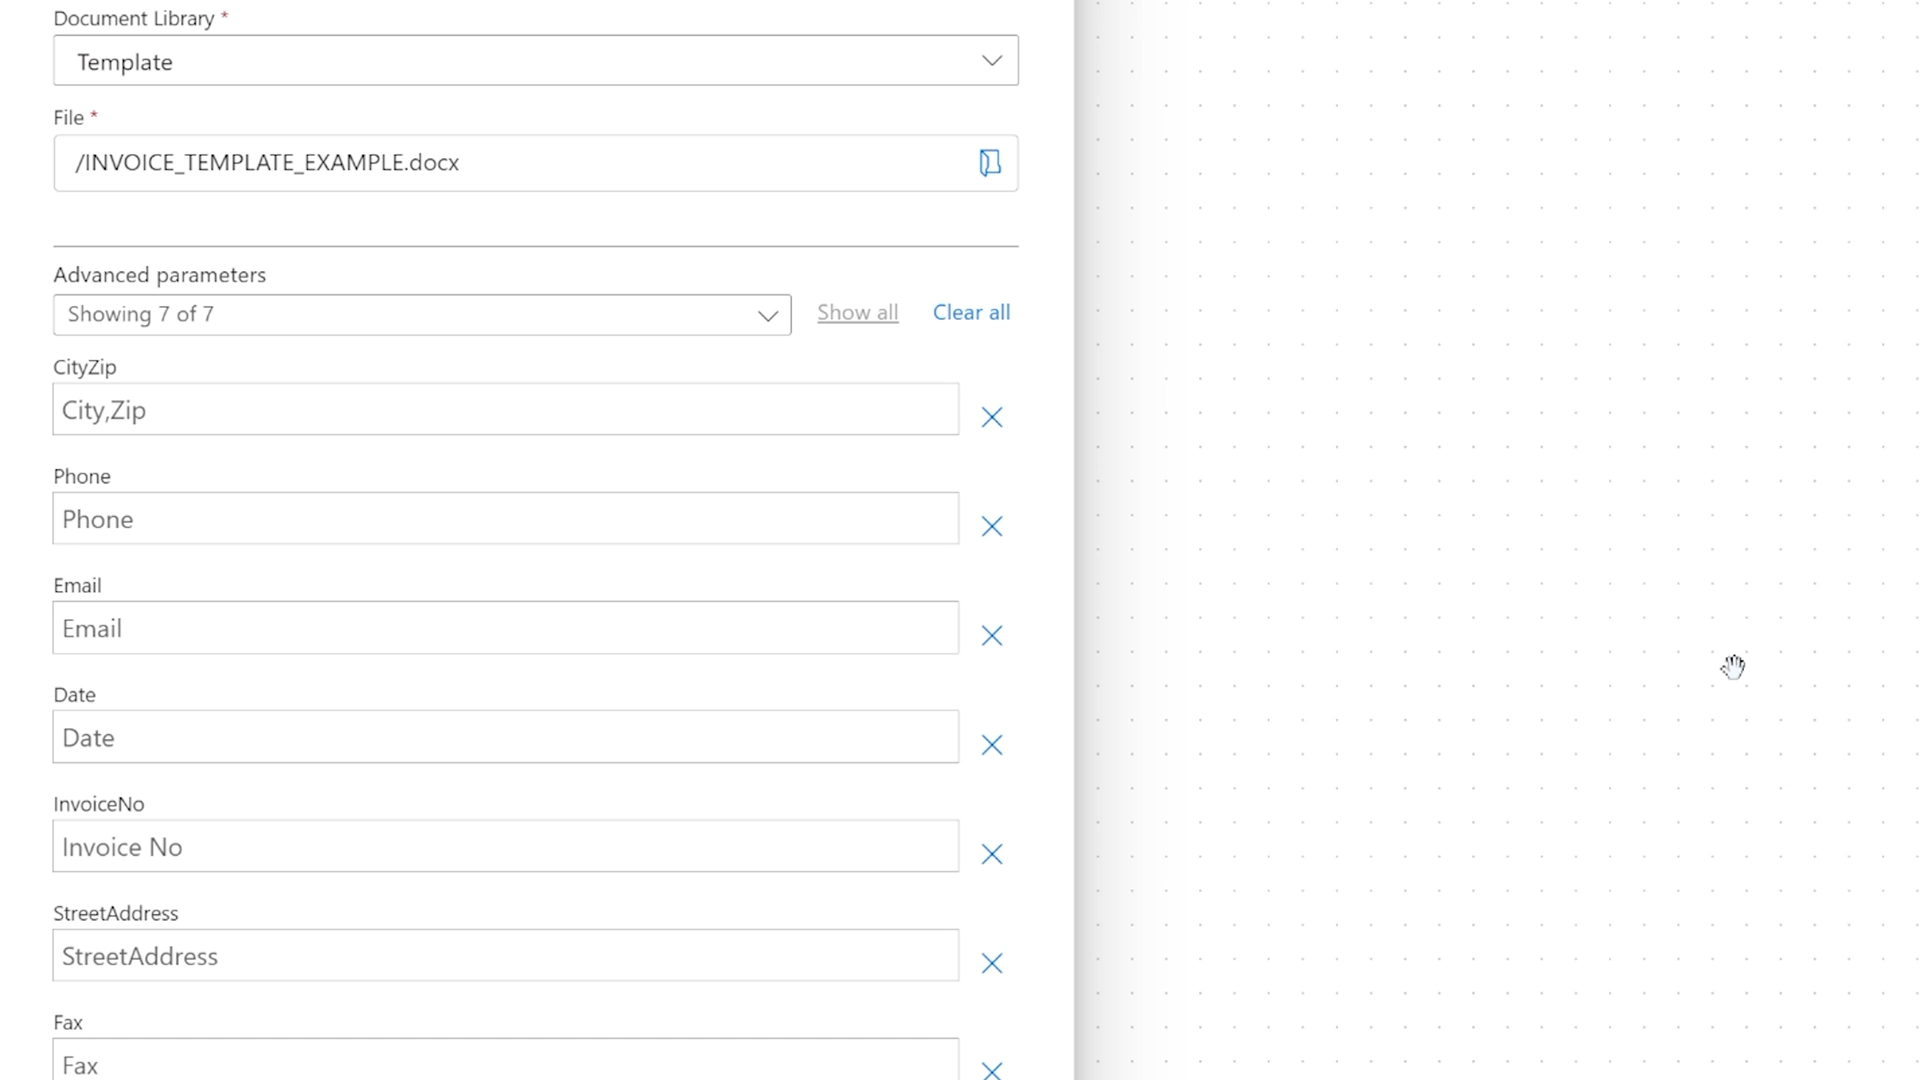 Document Library *
Template
File *
/INVOICE_TEMPLATE_EXAMPLE.docx
Advanced parameters
Showing 7 of 7
Show all
Clear all
CityZip
City,Zip
Phone
Phone
Email
Email
Date
Date
InvoiceNo
Invoice No
StreetAddress
StreetAddress
Fax
Fax